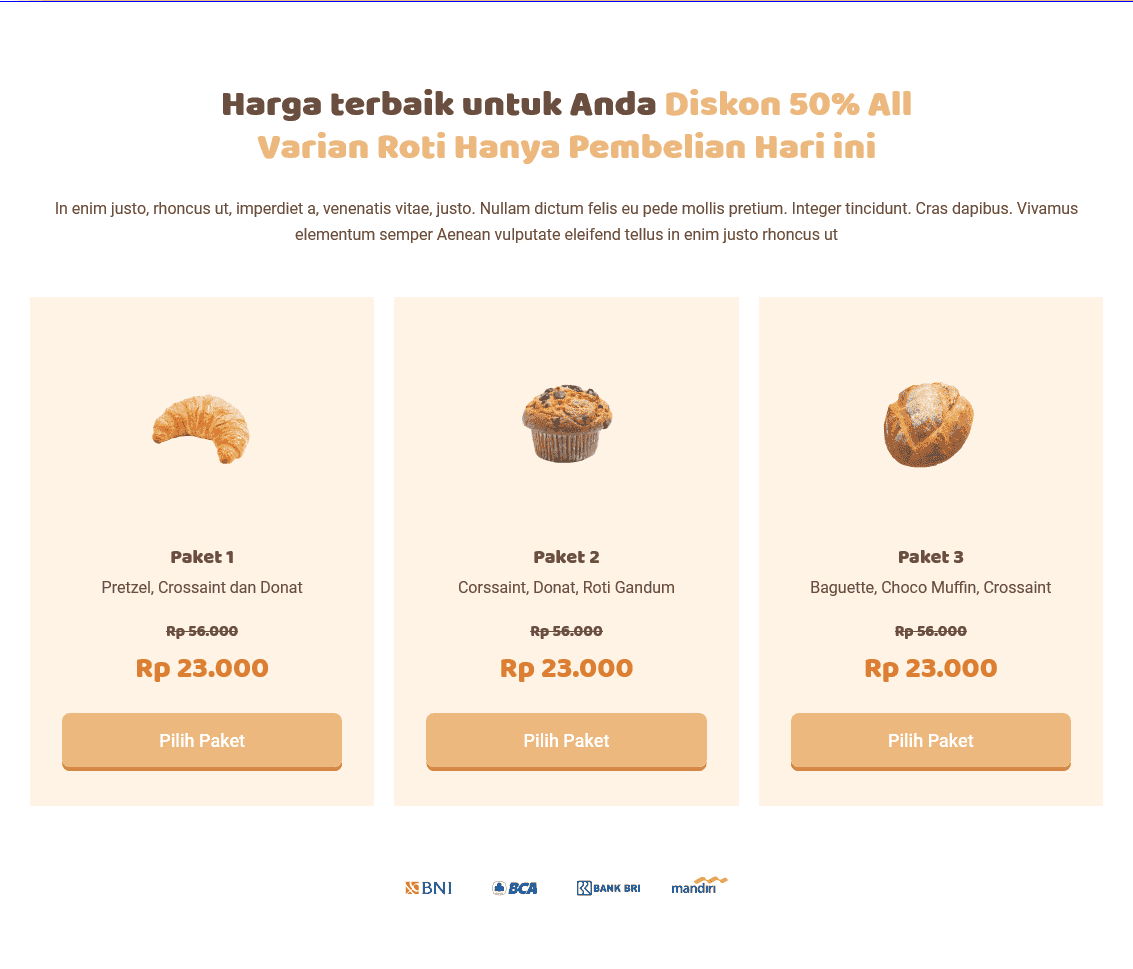 Harga terbaik untuk Anda Diskon 50% All
Varian Roti Hanya Pembelian Hari ini
In enim justo, rhoncus ut, imperdiet a, venenatis vitae, justo. Nullam dictum felis eu pede mollis pretium. Integer tincidunt. Cras dapibus. Vivamus
elementum semper Aenean vulputate eleifend tellus in enim justo rhoncus ut
Paket 1
Pretzel, Crossaint dan Donat
Rp 56.000
Rp 23.000
Pilih Paket
Paket 2
Corssaint, Donat, Roti Gandum
Rp 56.000
Rp 23.000
Pilih Paket
Paket 3
Baguette, Choco Muffin, Crossaint
Rp 56.000
Rp 23.000
Pilih Paket
BNI
BCA
BANK BRI
mandiri